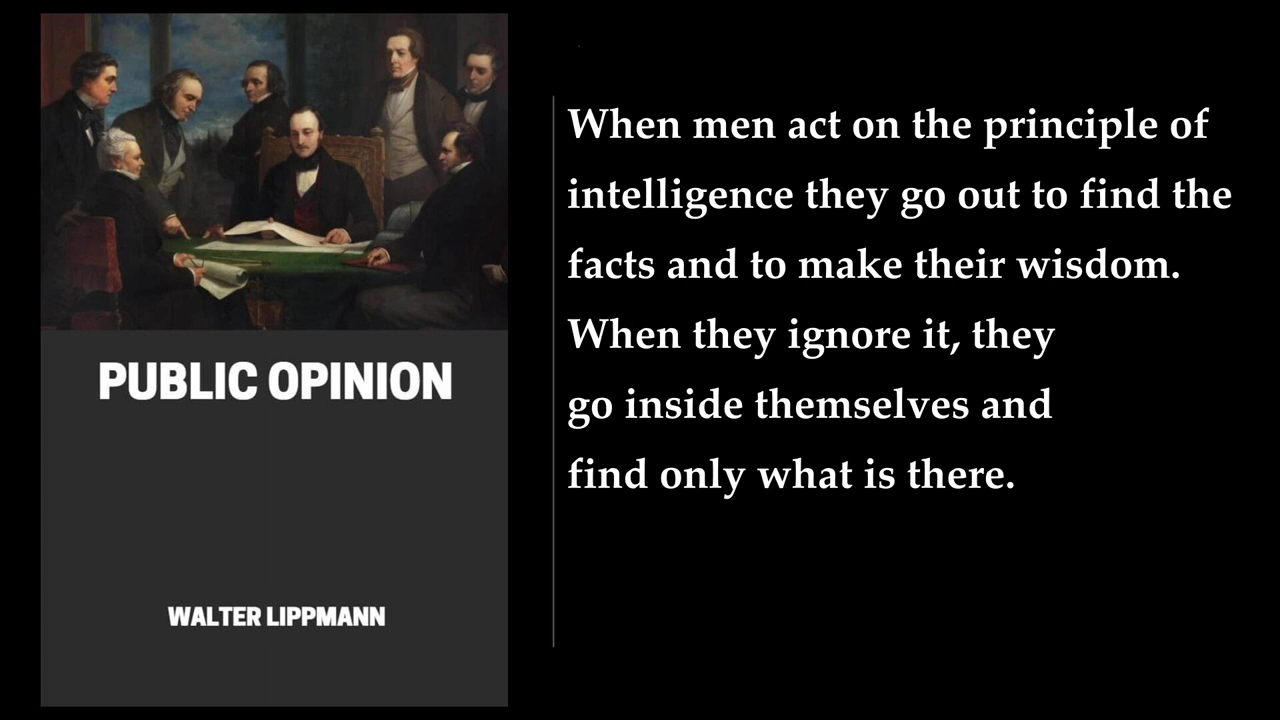 PUBLIC OPINION
WALTER LIPPMANN
When men act on the principle of
intelligence they go out to find the
facts and to make their wisdom.
When they ignore it, they
go inside themselves and
find only what is there.